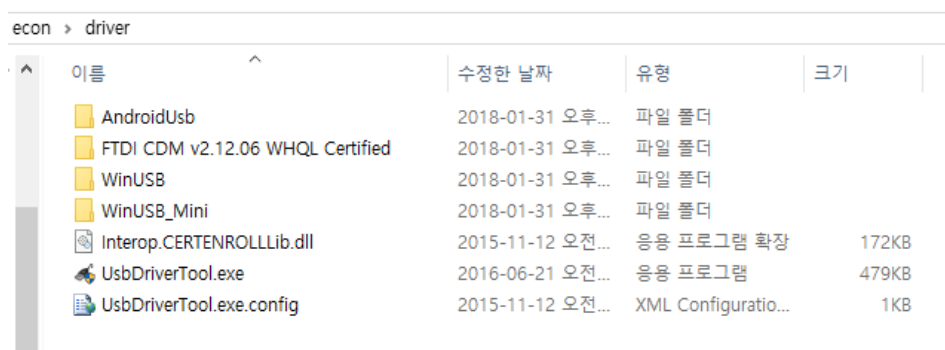 econ > driver
이름 수정한 날짜 유형 크기
AndroidUsb 2018-01-31 오후... 파일 폴더
FTDI CDM v2.12.06 WHQL Certified 2018-01-31 오후... 파일 폴더
WinUSB 2018-01-31 오후... 파일 폴더
WinUSB_Mini 2018-01-31 오후... 파일 폴더
Interop.CERTENROLLLib.dll 2015-11-12 오전... 응용 프로그램 확장 172KB
UsbDriverTool.exe 2016-06-21 오전... 응용 프로그램 479KB
UsbDriverTool.exe.config 2015-11-12 오전... XML Configuratio... 1KB